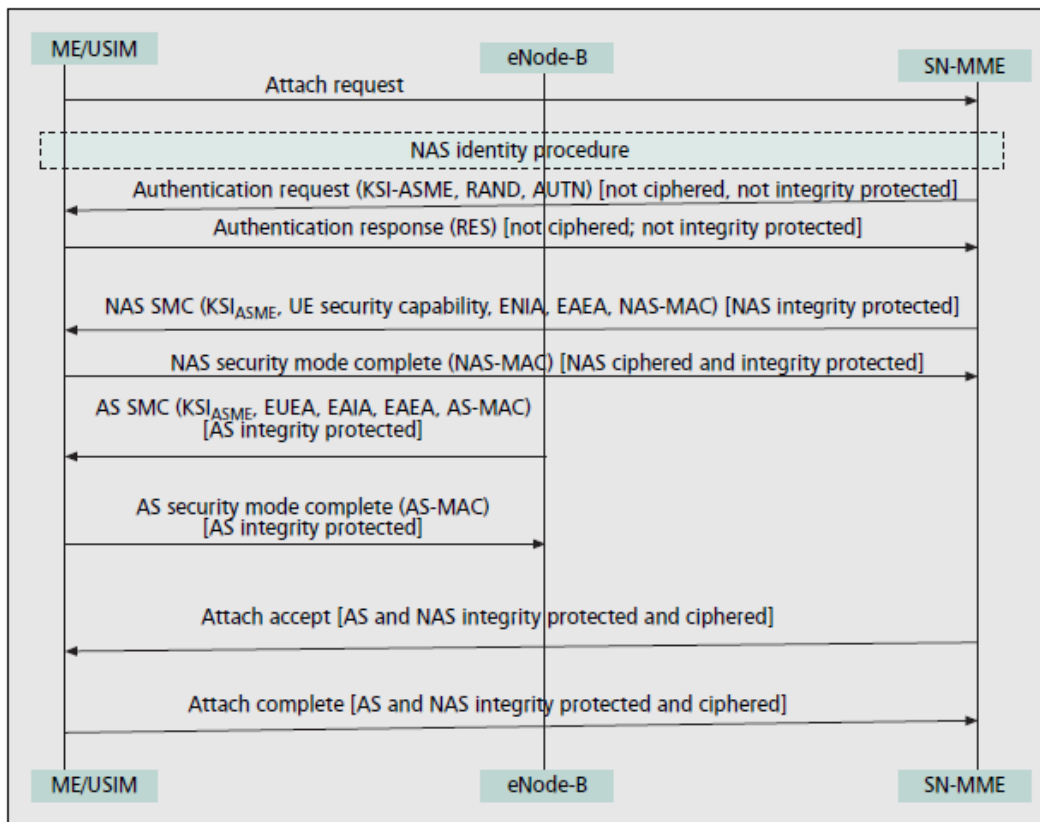 ME/USIM
eNode-B
SN-MME
Attach request
NAS identity procedure
Authentication request (KSI-ASME, RAND, AUTN) [not ciphered, not integrity protected]
Authentication response (RES) [not ciphered; not integrity protected]
NAS SMC (KSI_ASME, UE security capability, ENIA, EAEA, NAS-MAC) [NAS integrity protected]
NAS security mode complete (NAS-MAC) [NAS ciphered and integrity protected]
AS SMC (KSI_ASME, EUEA, EAIA, EAEA, AS-MAC)
[AS integrity protected]
AS security mode complete (AS-MAC)
[AS integrity protected]
Attach accept [AS and NAS integrity protected and ciphered]
Attach complete [AS and NAS integrity protected and ciphered]
ME/USIM
eNode-B
SN-MME